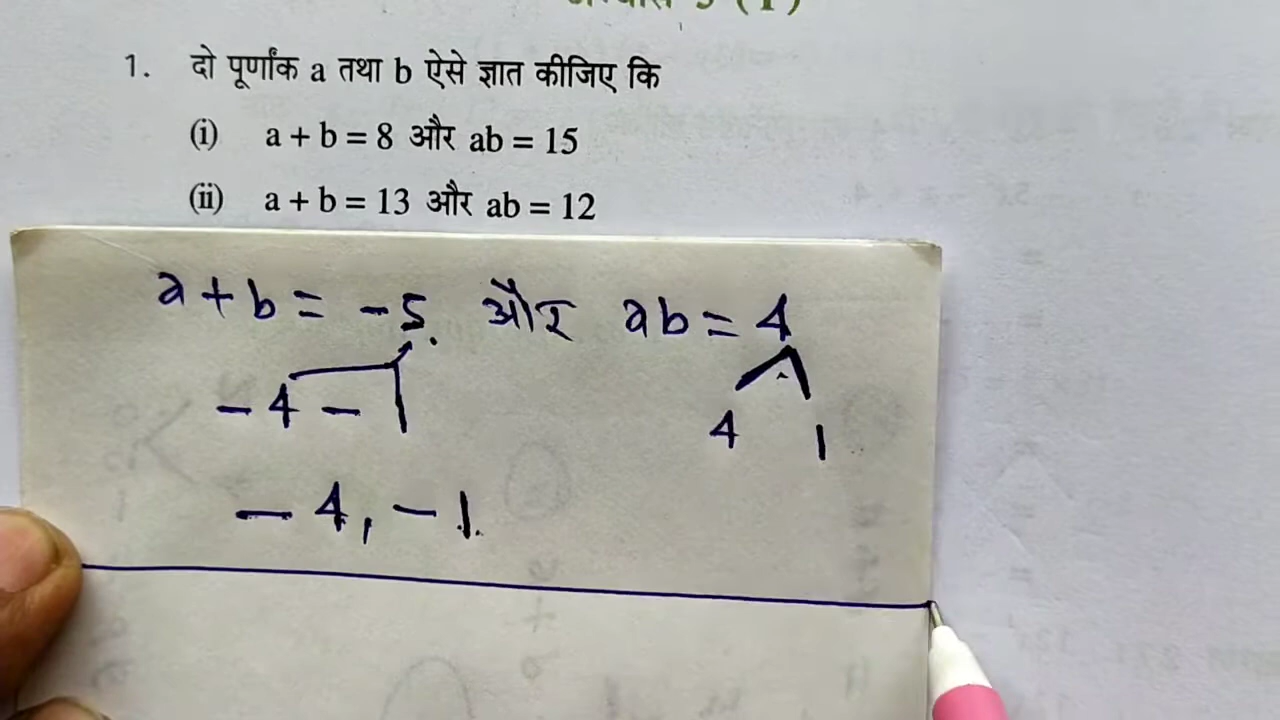 1. दो पूर्णांक a तथा b ऐसे ज्ञात कीजिए कि
(i) a + b = 8 और ab = 15
(ii) a + b = 13 और ab = 12
a + b = -5 और ab = 4
-4 -1 4 1
-4, -1